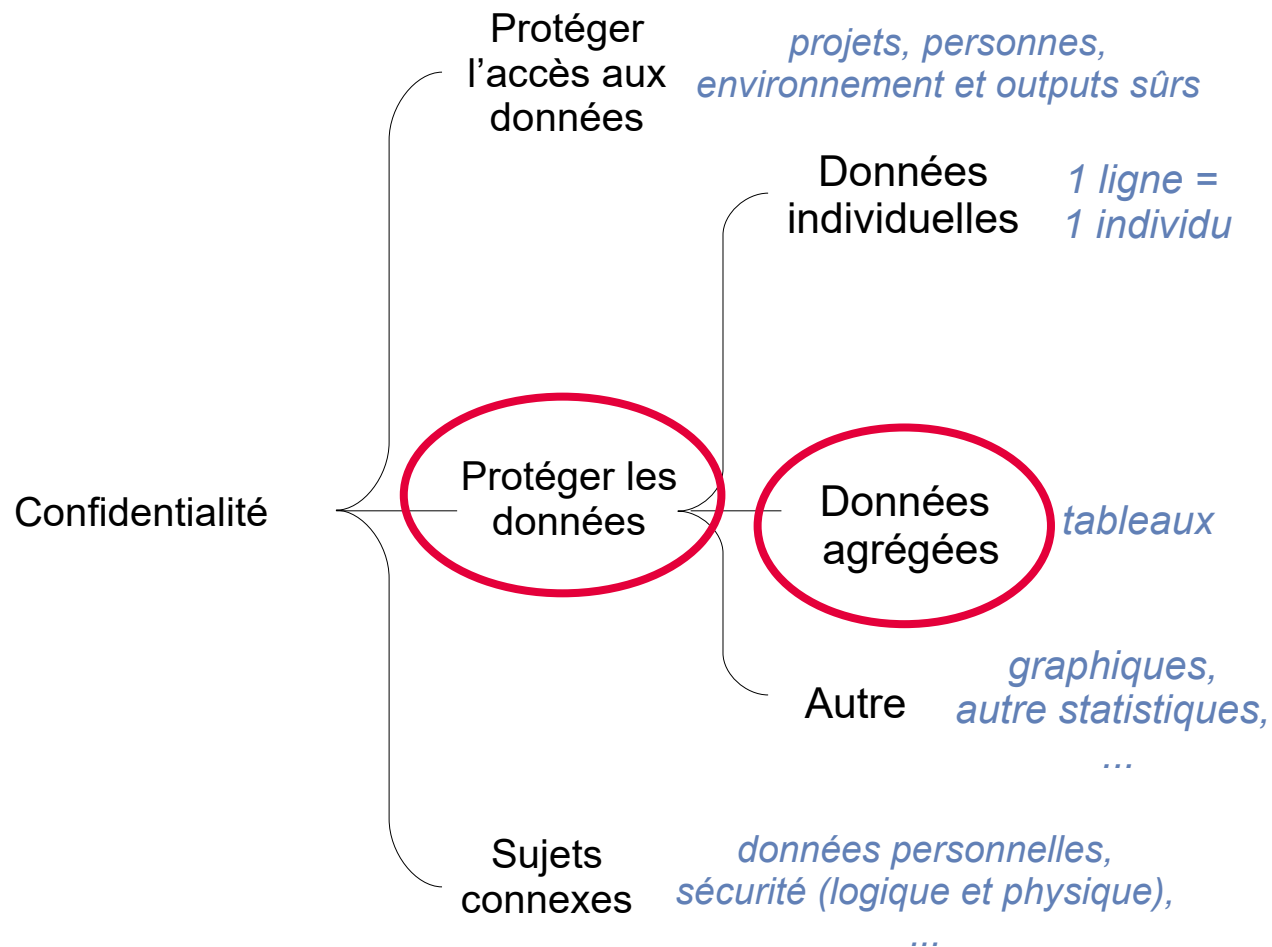 Protéger
l’accès aux
données
projets, personnes,
environnement et outputs sûrs
Données
individuelles
1 ligne =
1 individu
Confidentialité
Protéger les
données
Données
agrégées
tableaux
Autre
graphiques,
autre statistiques,
...
Sujets
connexes
données personnelles,
sécurité (logique et physique),
...